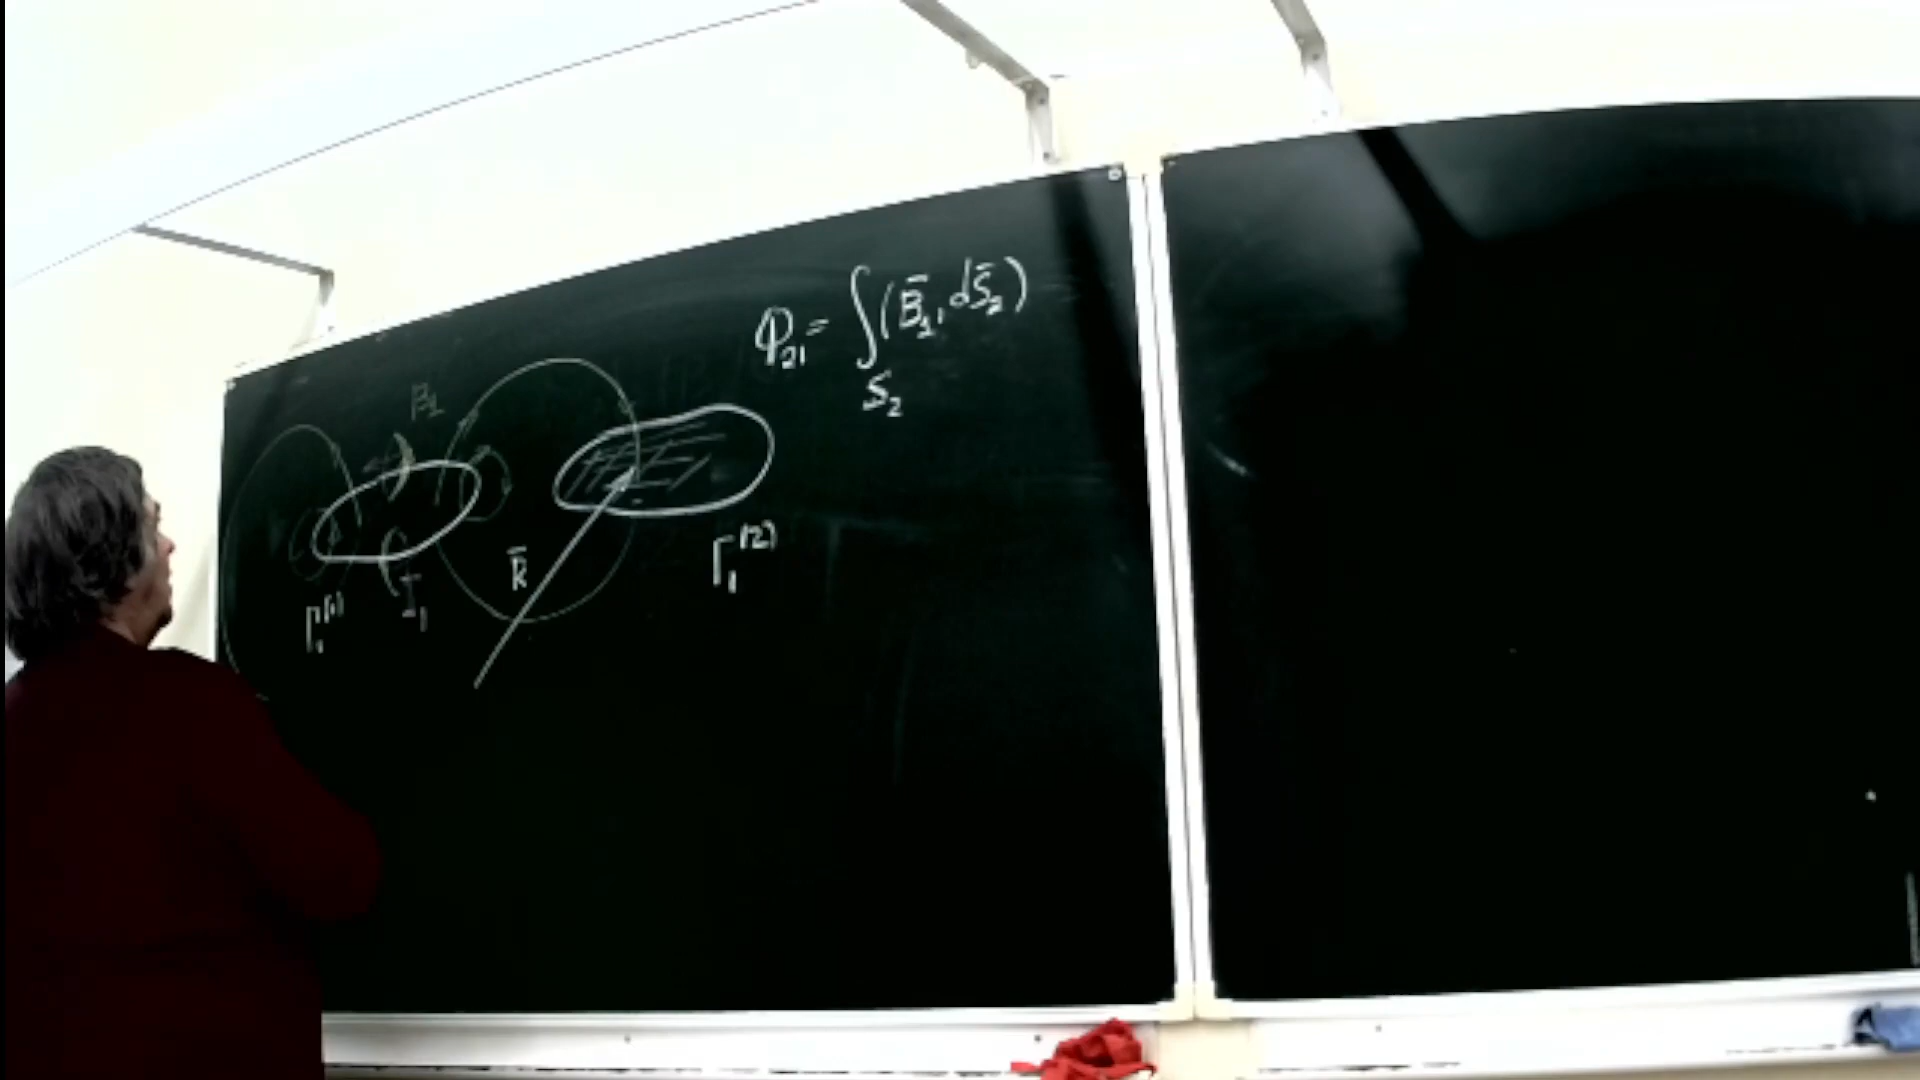 Φ₂₁ = ∫(B̄₁, dS̄₂)
S₂
B₁
R̄
Γ₁⁽²⁾
Γ₁⁽¹⁾
I₁